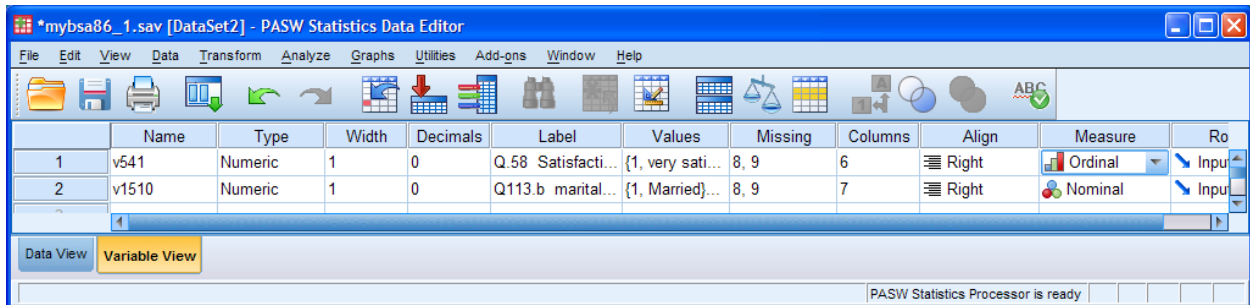 *mybsa86_1.sav [DataSet2] - PASW Statistics Data Editor
File Edit View Data Transform Analyze Graphs Utilities Add-ons Window Help
A 1 4 ABC
Name Type Width Decimals Label Values Missing Columns Align Measure Ro
1 v541 Numeric 1 0 Q.58 Satisfacti... {1, very sati... 8, 9 6 Right Ordinal Input
2 v1510 Numeric 1 0 Q113.b marital... {1, Married}... 8, 9 7 Right Nominal Input
Data View Variable View
PASW Statistics Processor is ready